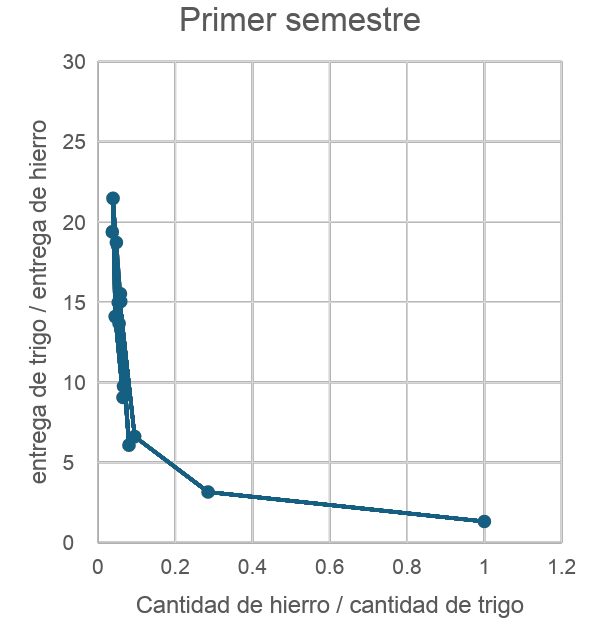 Primer semestre
30
25
20
15
10
5
0
entrega de trigo / entrega de hierro
0 0.2 0.4 0.6 0.8 1 1.2
Cantidad de hierro / cantidad de trigo